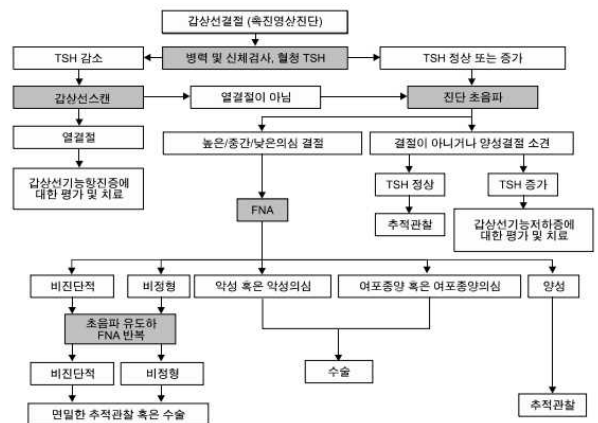 갑상선결절 (촉진영상진단)
TSH 감소
병력 및 신체검사, 혈청 TSH
TSH 정상 또는 증가
갑상선스캔
열결절이 아님
진단 초음파
열결절
높은/중간/낮은의심 결절
결절이 아니거나 양성결절 소견
갑상선기능항진증에
대한 평가 및 치료
TSH 정상
TSH 증가
FNA
추적관찰
갑상선기능저하증에
대한 평가 및 치료
비진단적
비정형
악성 혹은 악성의심
여포종양 혹은 여포종양의심
양성
초음파 유도하
FNA 반복
비진단적
비정형
수술
면밀한 추적관찰 혹은 수술
추적관찰